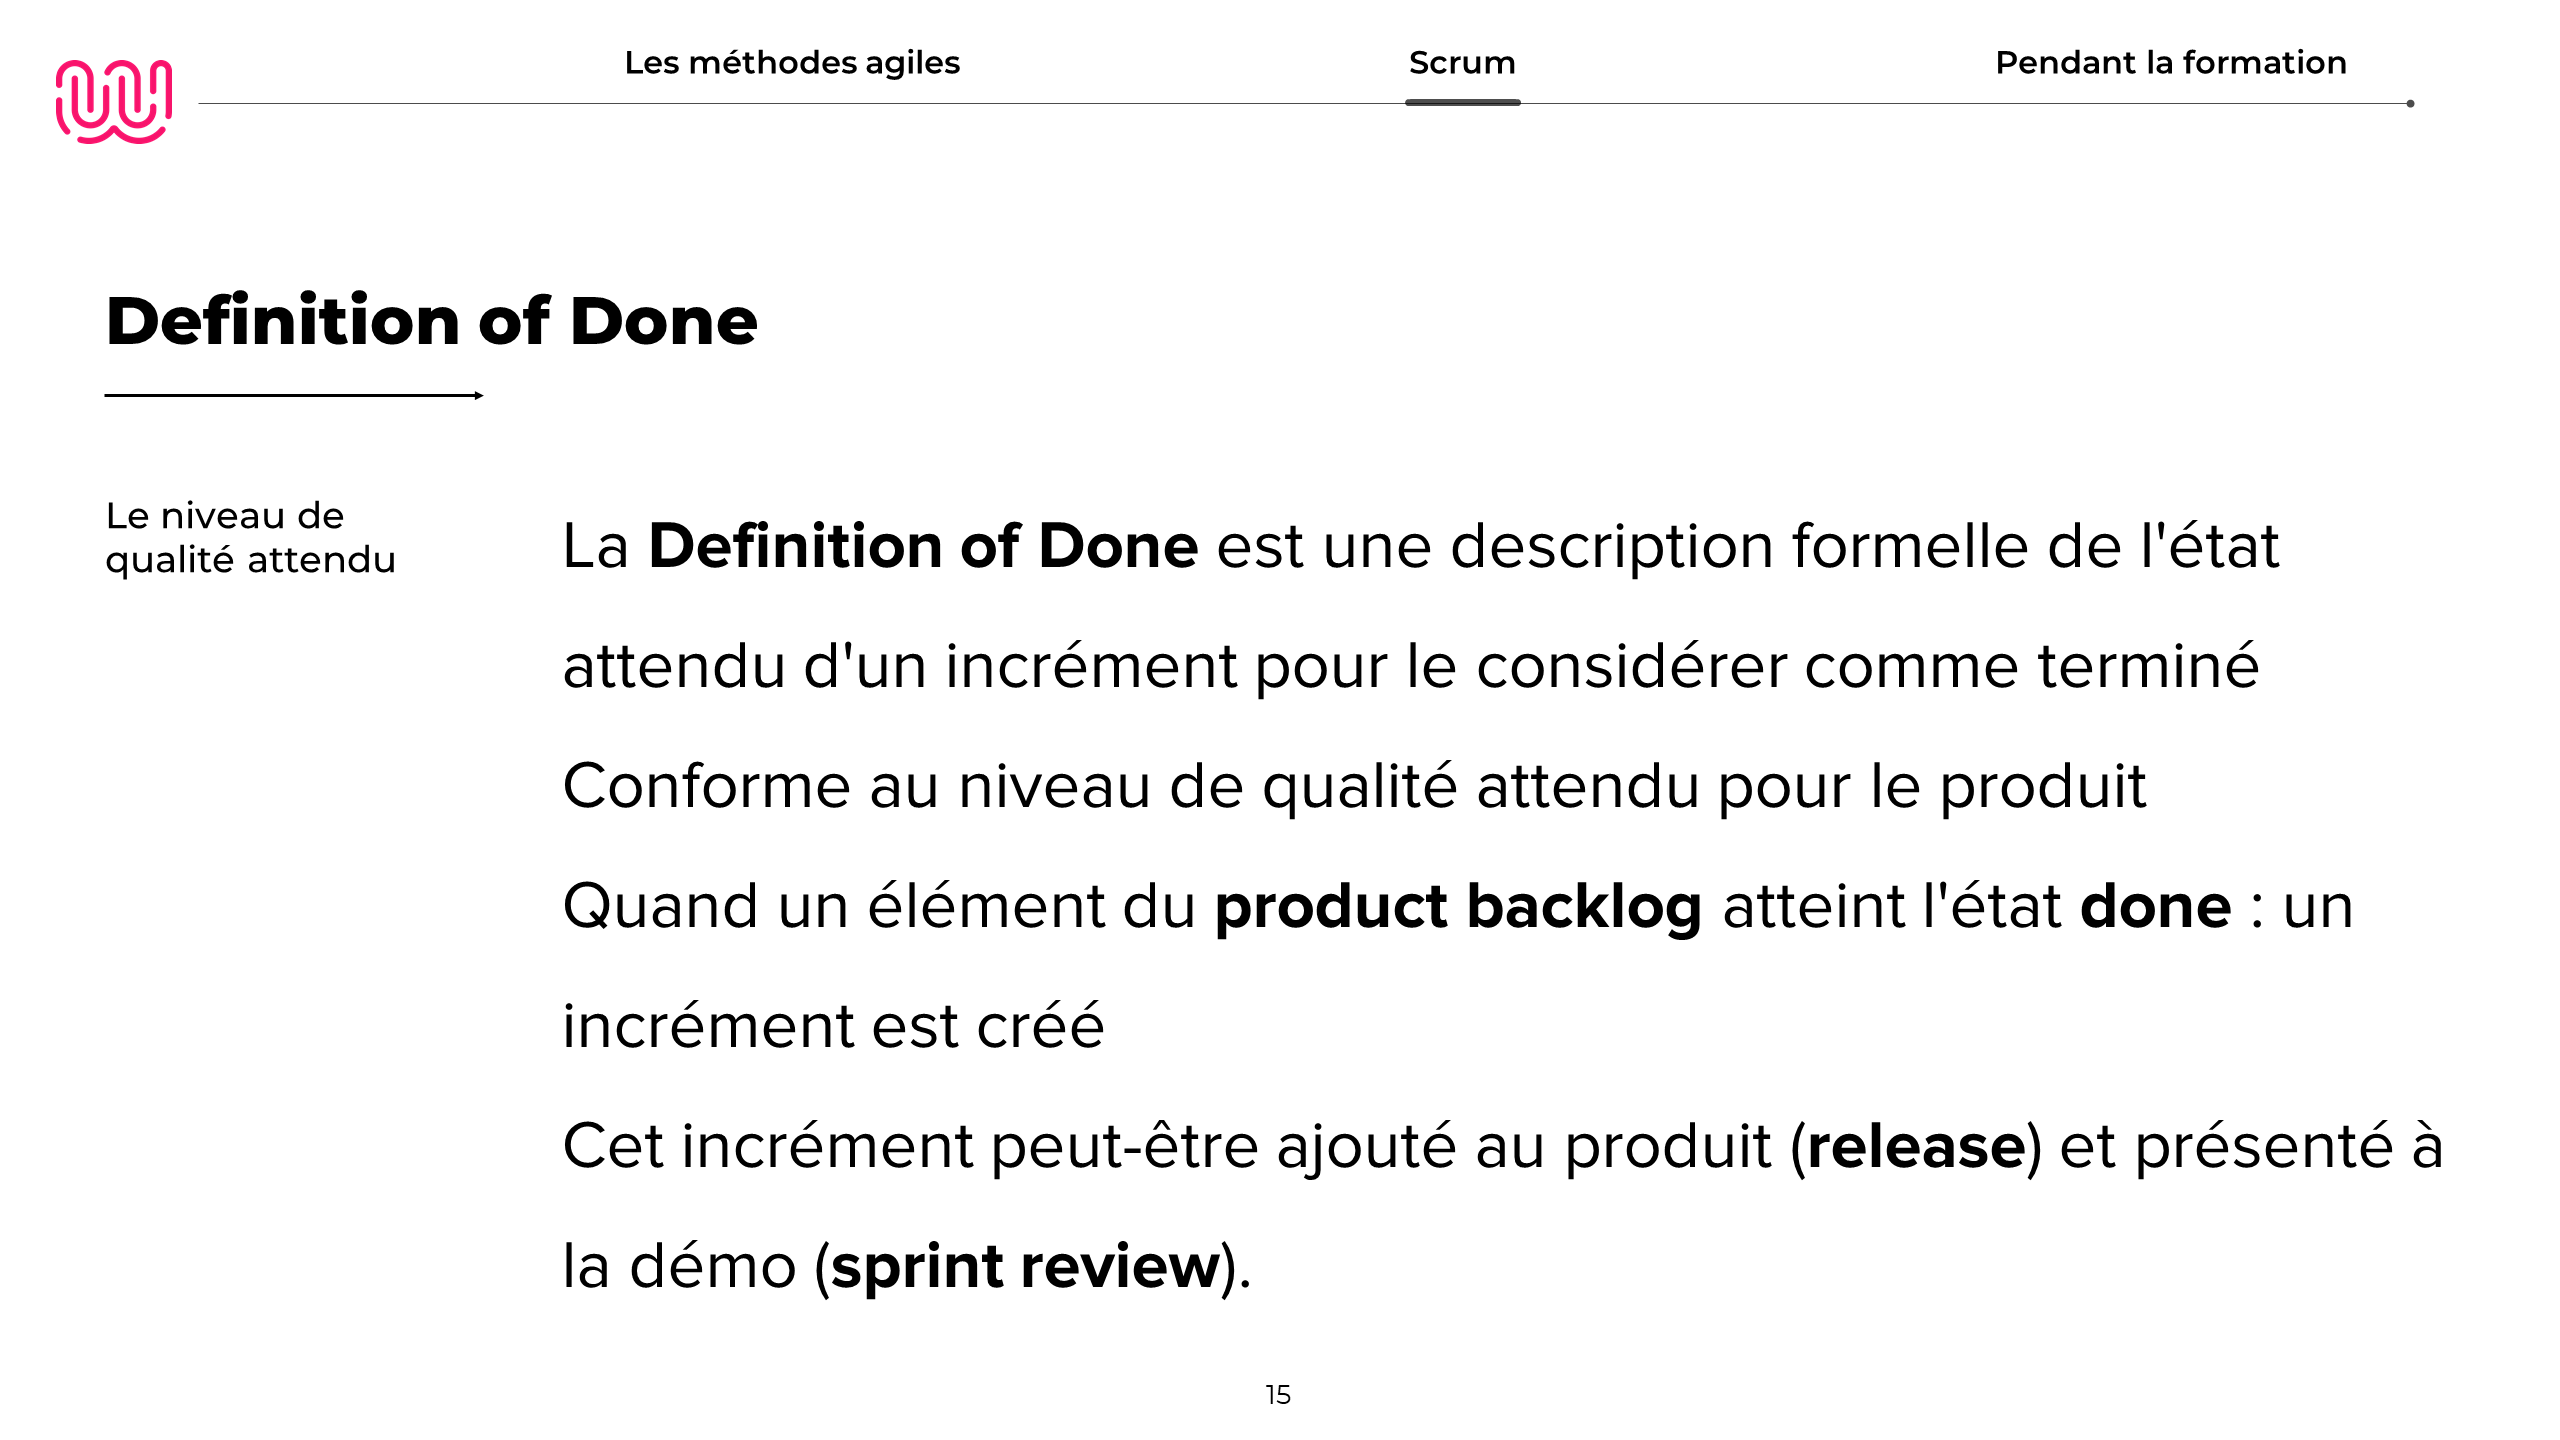 Les méthodes agiles
Scrum
Pendant la formation
Definition of Done
Le niveau de
qualité attendu
La Definition of Done est une description formelle de l'état
attendu d'un incrément pour le considérer comme terminé
Conforme au niveau de qualité attendu pour le produit
Quand un élément du product backlog atteint l'état done : un
incrément est créé
Cet incrément peut-être ajouté au produit (release) et présenté à
la démo (sprint review).
15